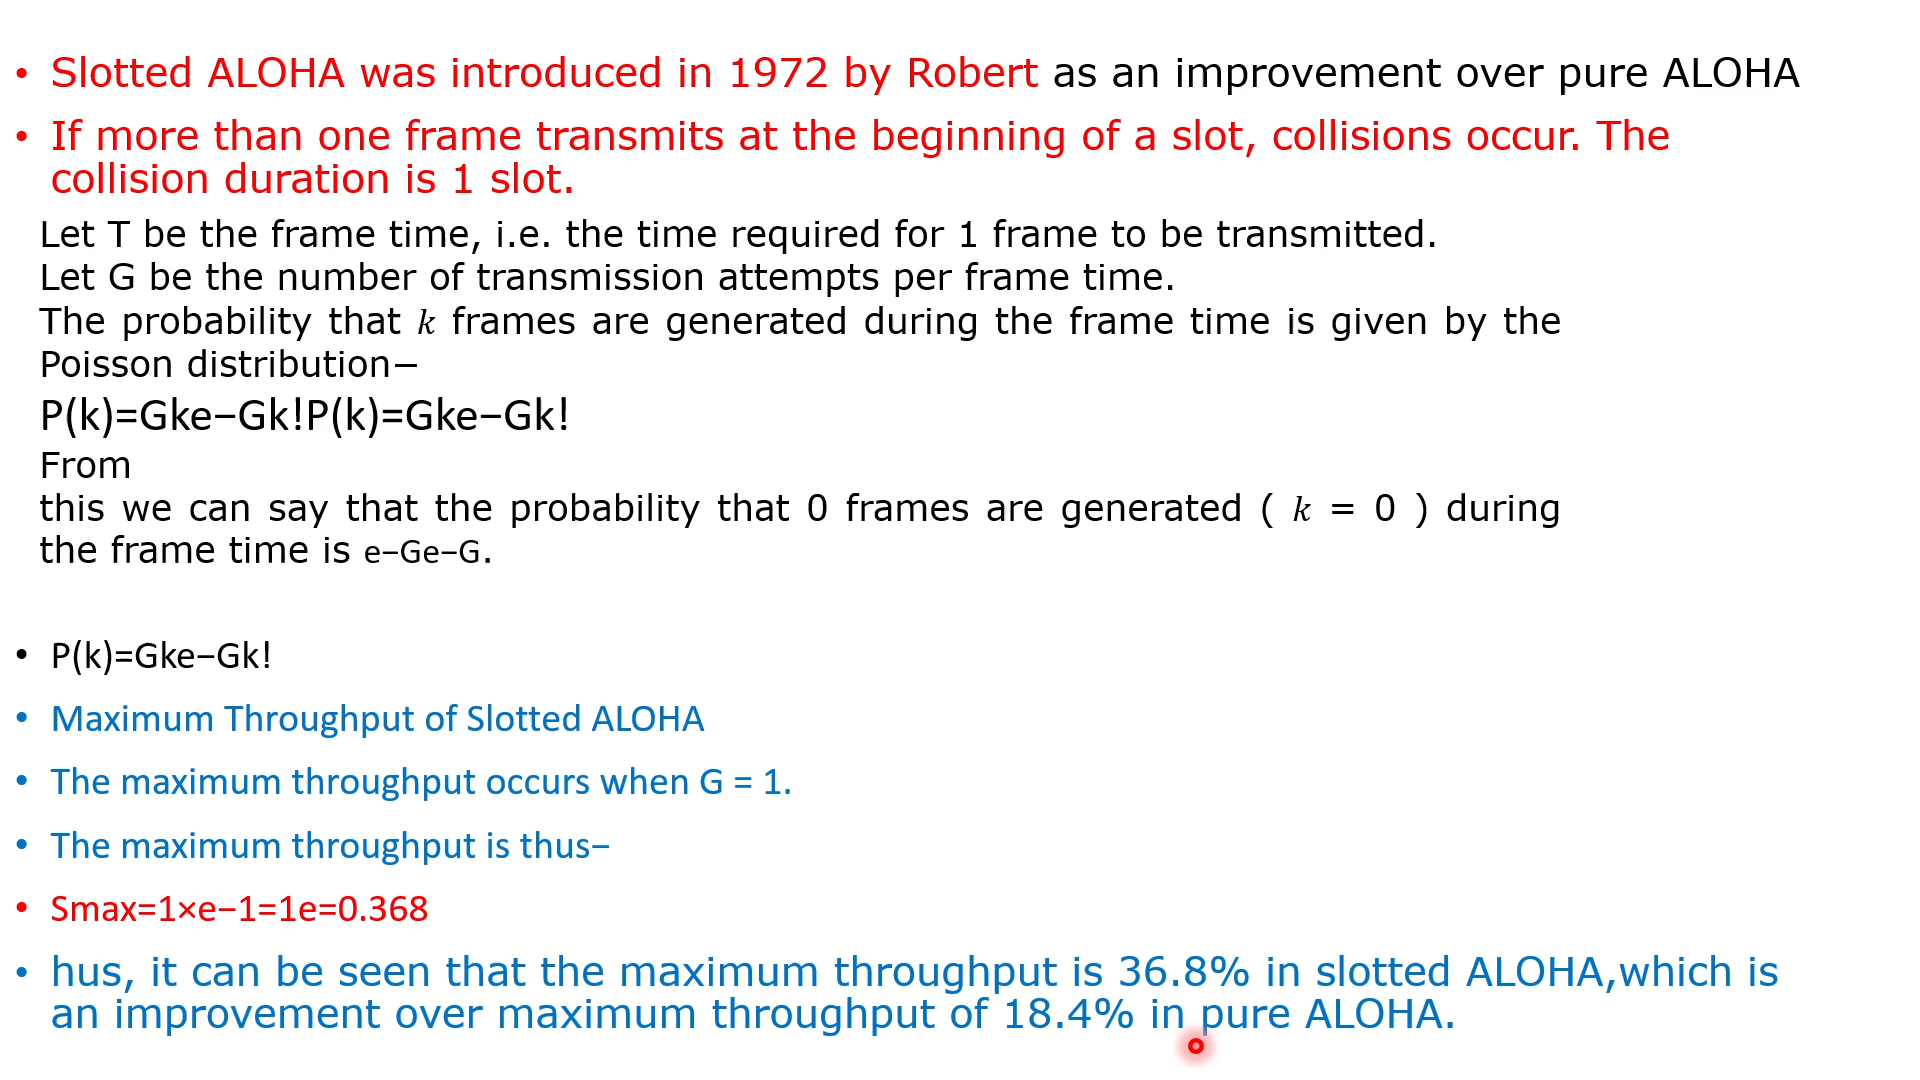 • Slotted ALOHA was introduced in 1972 by Robert as an improvement over pure ALOHA
• If more than one frame transmits at the beginning of a slot, collisions occur. The
collision duration is 1 slot.
Let T be the frame time, i.e. the time required for 1 frame to be transmitted.
Let G be the number of transmission attempts per frame time.
The probability that k frames are generated during the frame time is given by the
Poisson distribution−
P(k)=Gke−Gk!P(k)=Gke−Gk!
From
this we can say that the probability that 0 frames are generated ( k = 0 ) during
the frame time is e−Ge−G.
• P(k)=Gke−Gk!
• Maximum Throughput of Slotted ALOHA
• The maximum throughput occurs when G = 1.
• The maximum throughput is thus−
• Smax=1×e−1=1e=0.368
• hus, it can be seen that the maximum throughput is 36.8% in slotted ALOHA,which is
an improvement over maximum throughput of 18.4% in pure ALOHA.